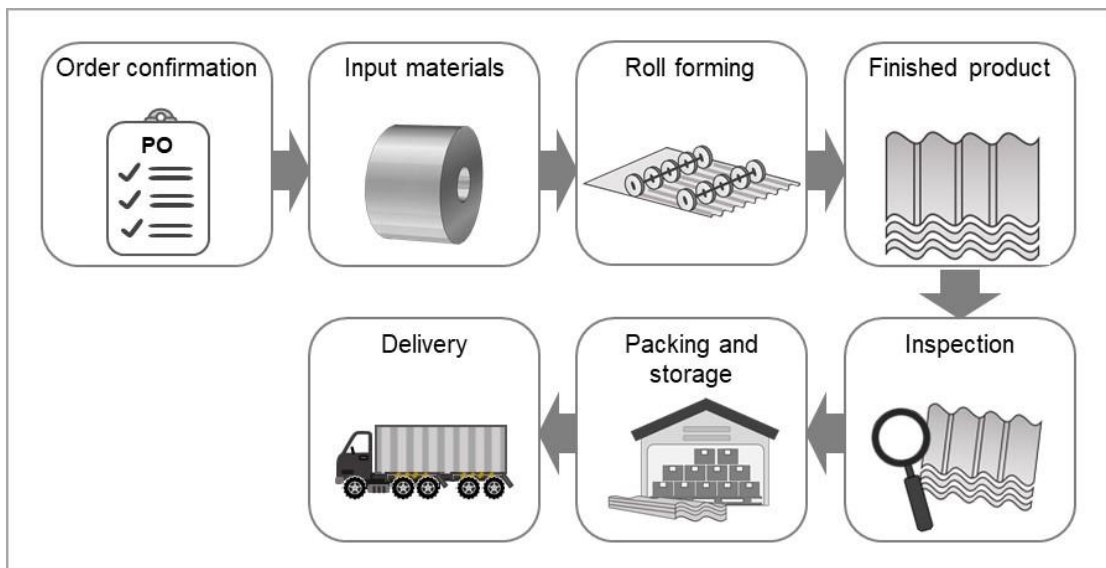 Order confirmation
PO
Input materials
Roll forming
Finished product
Inspection
Packing and
storage
Delivery